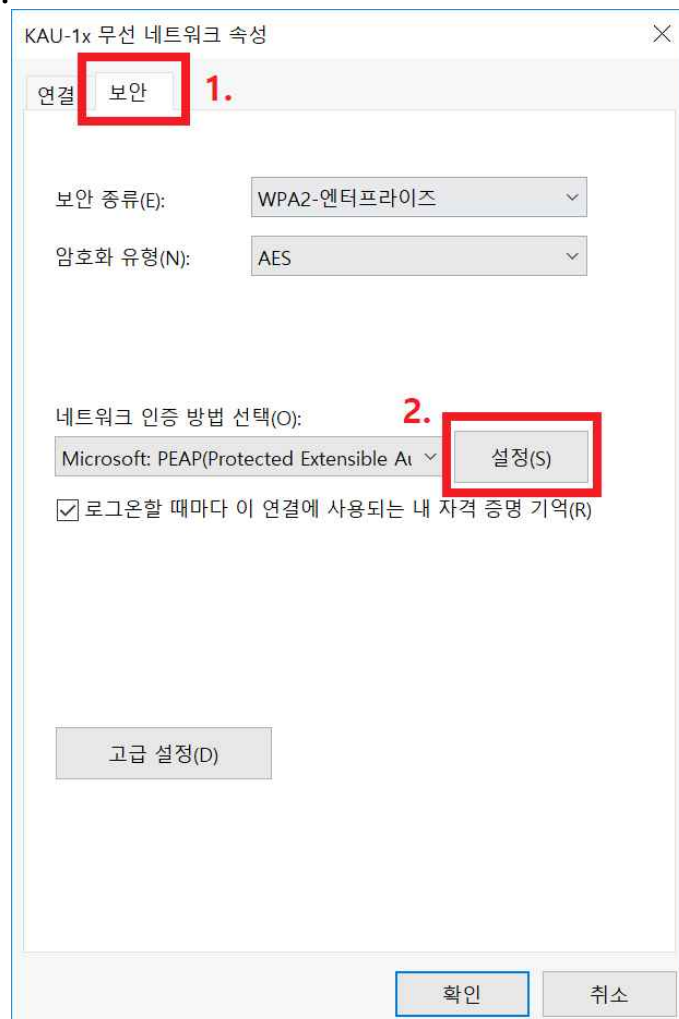 KAU-1x 무선 네트워크 속성
연결 보안 1.
보안 종류(E): WPA2-엔터프라이즈
암호화 유형(N): AES
2.
네트워크 인증 방법 선택(O):
Microsoft: PEAP(Protected Extensible Au 설정(S)
로그온할 때마다 이 연결에 사용되는 내 자격 증명 기억(R)
고급 설정(D)
확인 취소